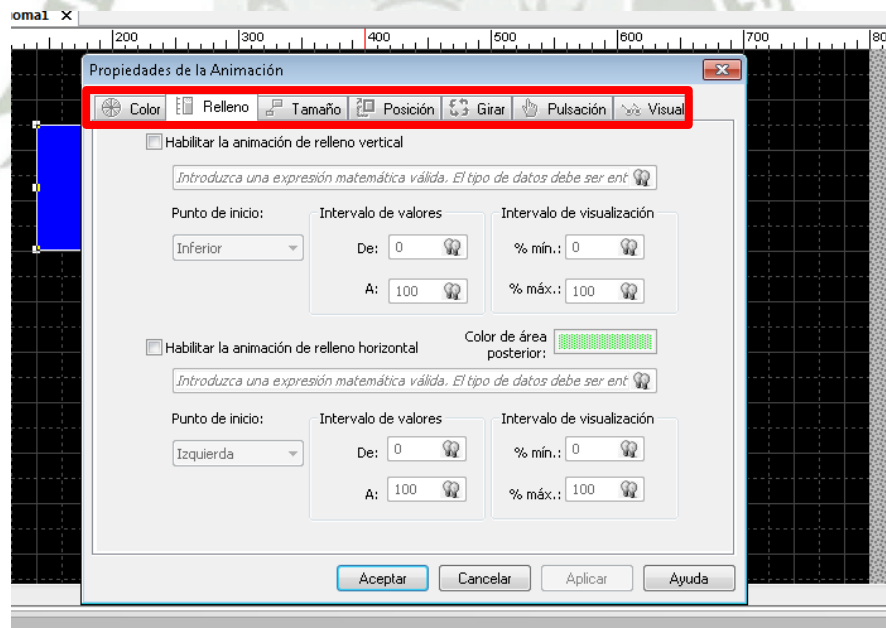 oma1 X
200 300 400 500 600 700 80
Propiedades de la Animación
Color Relleno Tamaño Posición Girar Pulsación Visual
Habilitar la animación de relleno vertical
Introduzca una expresión matemática válida. El tipo de datos debe ser ent
Punto de inicio: Intervalo de valores Intervalo de visualización
Inferior De: 0 % mín.: 0
A: 100 % máx.: 100
Habilitar la animación de relleno horizontal Color de área
posterior:
Introduzca una expresión matemática válida. El tipo de datos debe ser ent
Punto de inicio: Intervalo de valores Intervalo de visualización
Izquierda De: 0 % mín.: 0
A: 100 % máx.: 100
Aceptar Cancelar Aplicar Ayuda